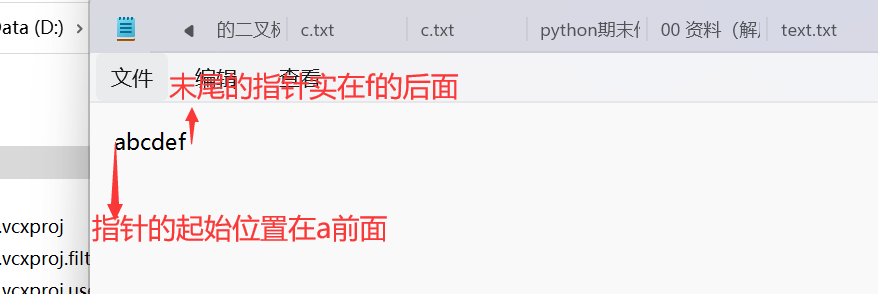 ata (D:)
的二叉树
c.txt
c.txt
python期末作
00 资料（解
text.txt
文件
编辑
查看
末尾的指针实在f的后面
abcdef
指针的起始位置在a前面
.vcxproj
.vcxproj.filt
.vcxproj.use